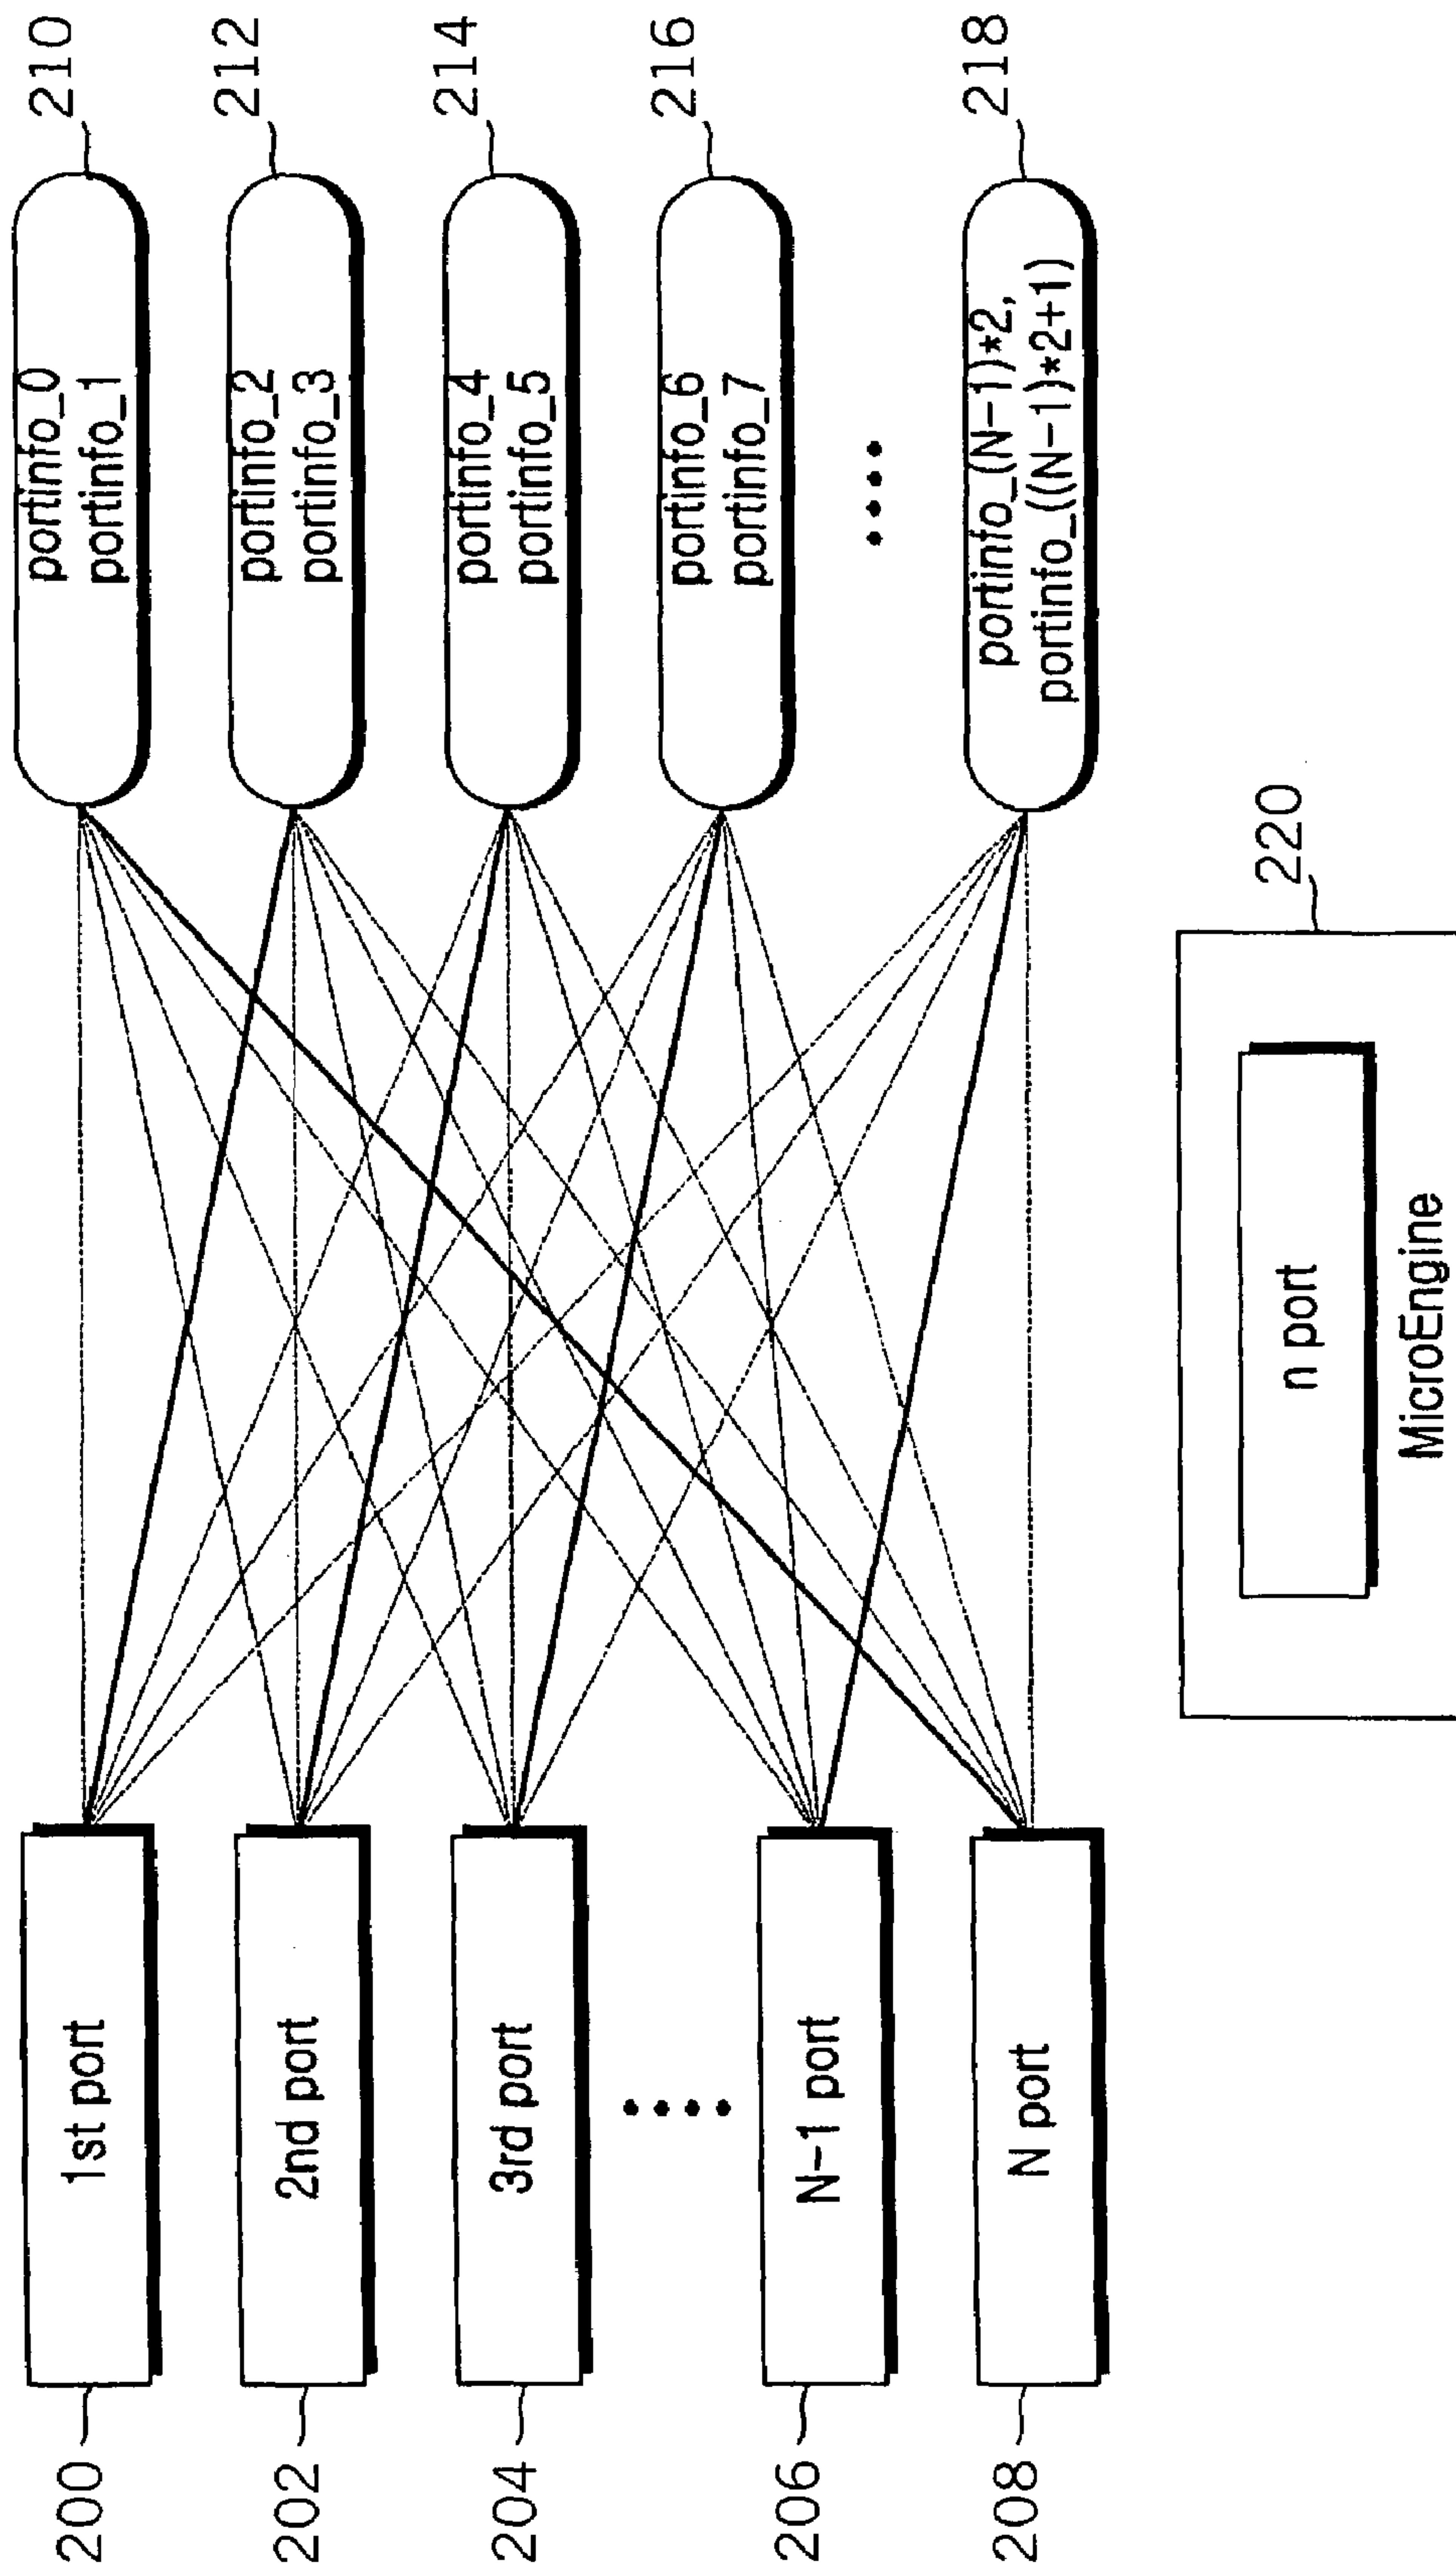 200
1st port
portinfo_0
portinfo_1
210
202
2nd port
portinfo_2
portinfo_3
212
204
3rd port
portinfo_4
portinfo_5
214
206
N-1 port
portinfo_6
portinfo_7
216
208
N port
portinfo_(N-1)*2,
portinfo_((N-1)*2+1)
218
220
n port
MicroEngine